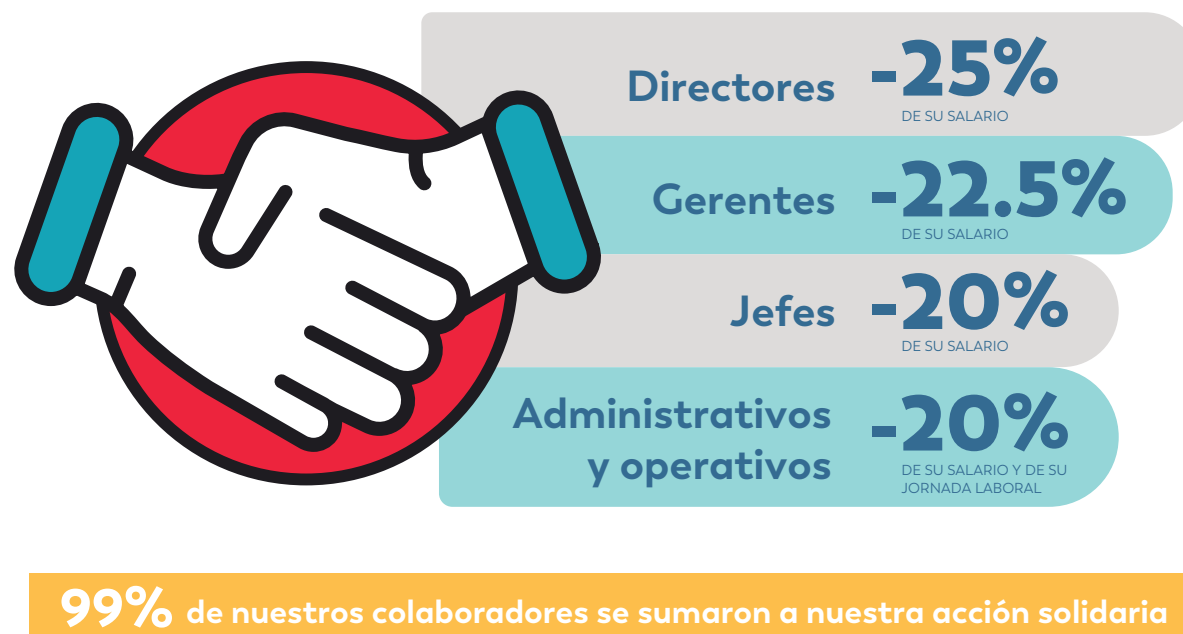 Directores
-25%
DE SU SALARIO
Gerentes
-22.5%
DE SU SALARIO
Jefes
-20%
DE SU SALARIO
Administrativos
y operativos
-20%
DE SU SALARIO Y DE SU
JORNADA LABORAL
99% de nuestros colaboradores se sumaron a nuestra acción solidaria